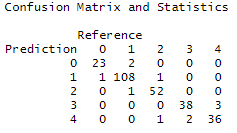 Confusion Matrix and Statistics
Reference
Prediction 0 1 2 3 4
0 23 2 0 0 0
1 1 108 1 0 0
2 0 1 52 0 0
3 0 0 0 38 3
4 0 0 1 2 36